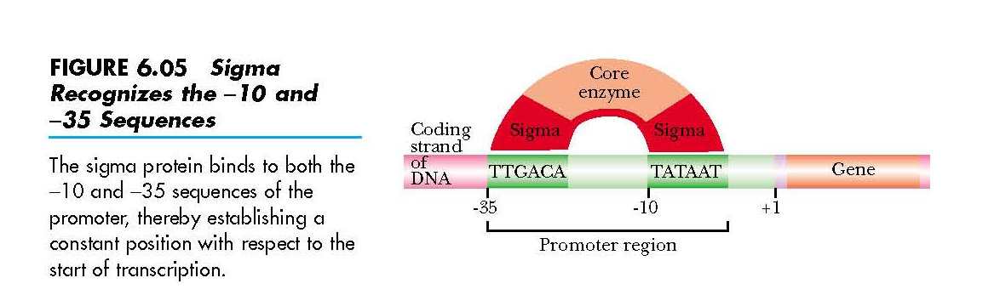 FIGURE 6.05 Sigma
Recognizes the –10 and
–35 Sequences
The sigma protein binds to both the
–10 and –35 sequences of the
promoter, thereby establishing a
constant position with respect to the
start of transcription.
Core
enzyme
Sigma
Sigma
Coding
strand
of
DNA
TTGACA
TATAAT
Gene
-35
-10
+1
Promoter region